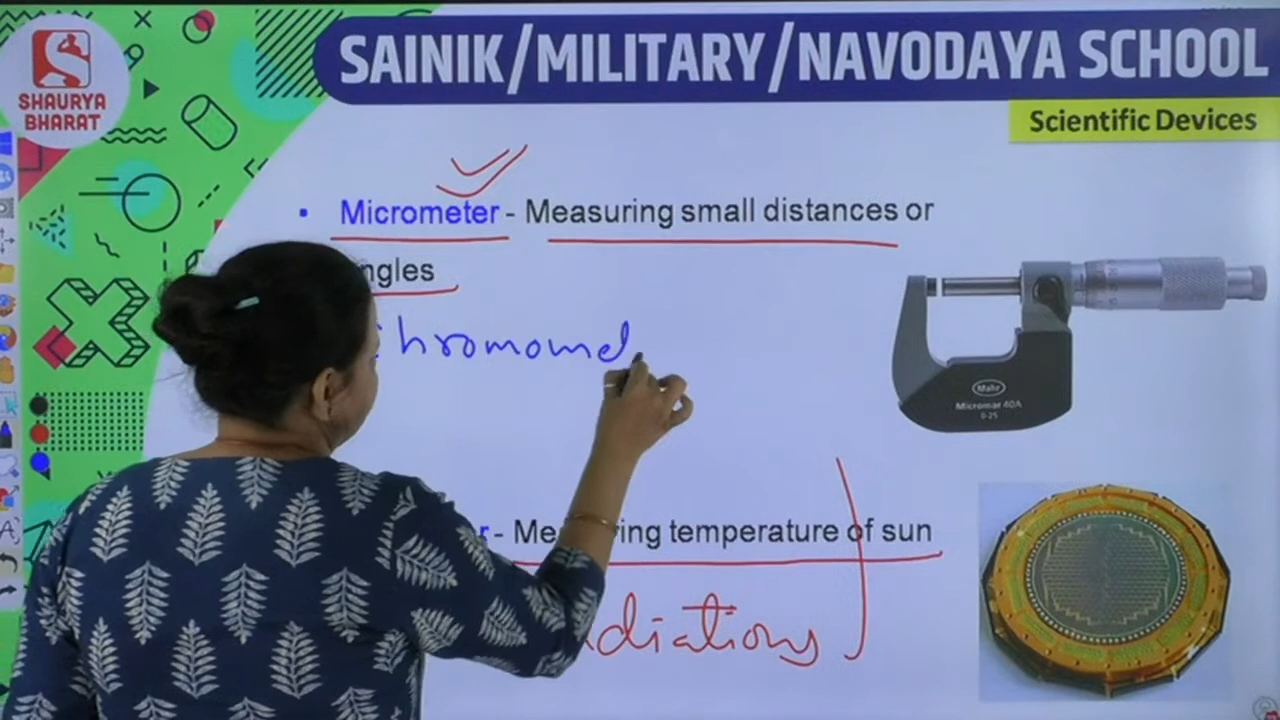 SHAURYA
BHARAT
SAINIK/MILITARY/NAVODAYA SCHOOL
Scientific Devices
Micrometer - Measuring small distances or
ngles
hromome
r - Me ing temperature of sun
diations
Mahr
Micromar 40A
0-25